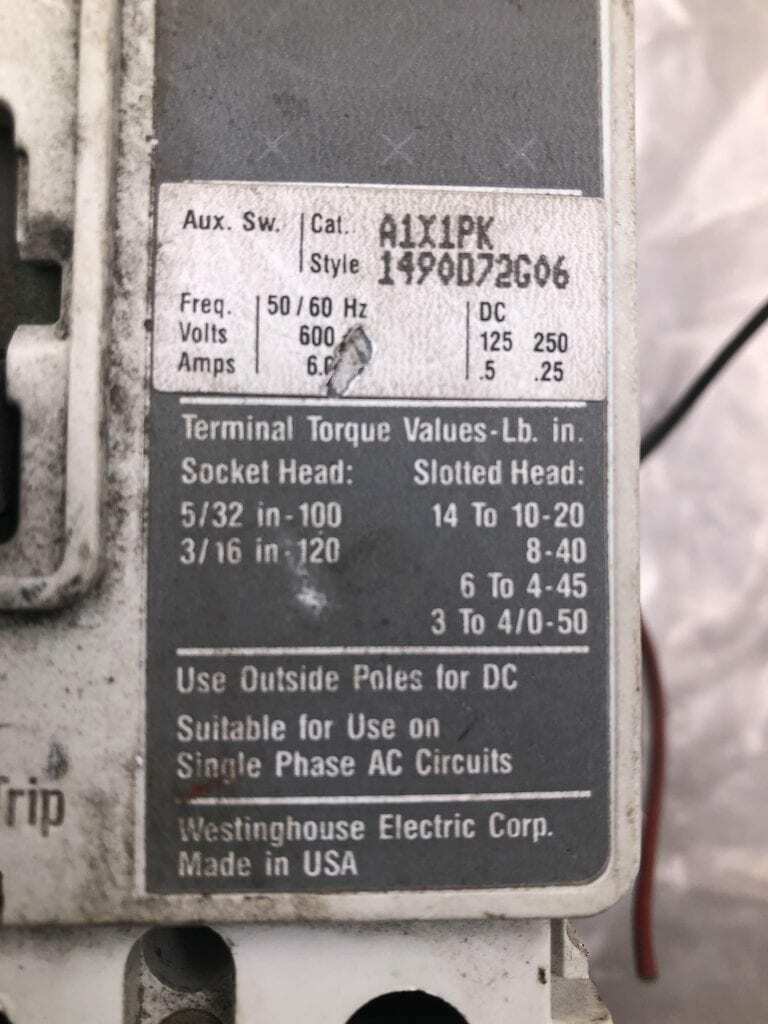 Aux. Sw. Cat. A1X1PK
Style 1490D72G06
Freq. 50/60 Hz DC
Volts 600 125 250
Amps 6.0 .5 .25
Terminal Torque Values-Lb. in.
Socket Head: Slotted Head:
5/32 in-100 14 To 10-20
3/16 in-120 8-40
6 To 4-45
3 To 4/0-50
Use Outside Poles for DC
Suitable for Use on
Single Phase AC Circuits
Trip
Westinghouse Electric Corp.
Made in USA